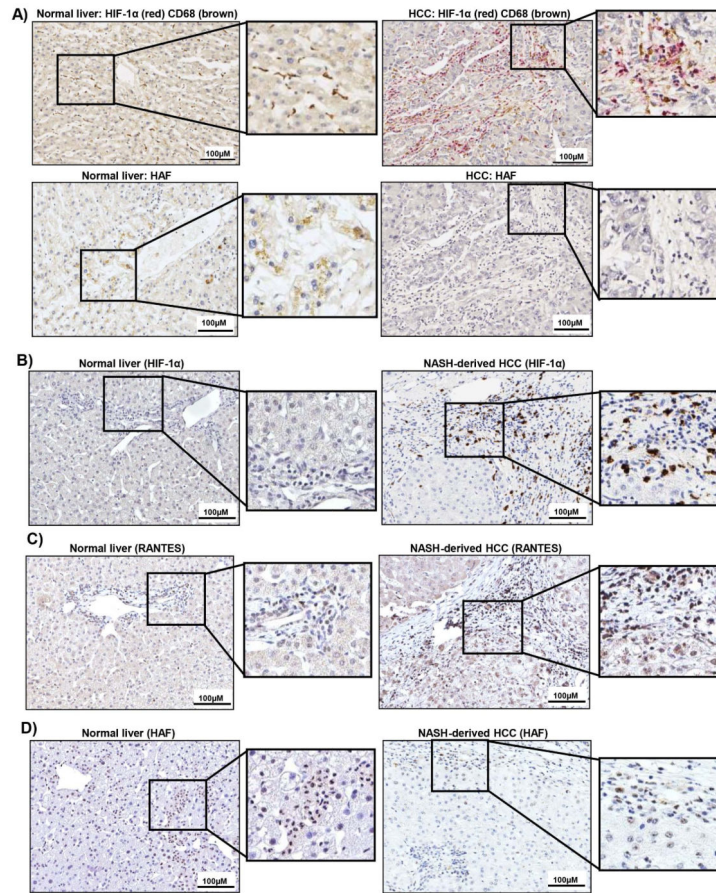 A)
Normal liver: HIF-1α (red) CD68 (brown)
HCC: HIF-1α (red) CD68 (brown)
100µM
100µM
Normal liver: HAF
HCC: HAF
100µM
100µM
B)
Normal liver (HIF-1α)
NASH-derived HCC (HIF-1α)
100µM
100µM
C)
Normal liver (RANTES)
NASH-derived HCC (RANTES)
100µM
100µM
D)
Normal liver (HAF)
NASH-derived HCC (HAF)
100µM
100µM